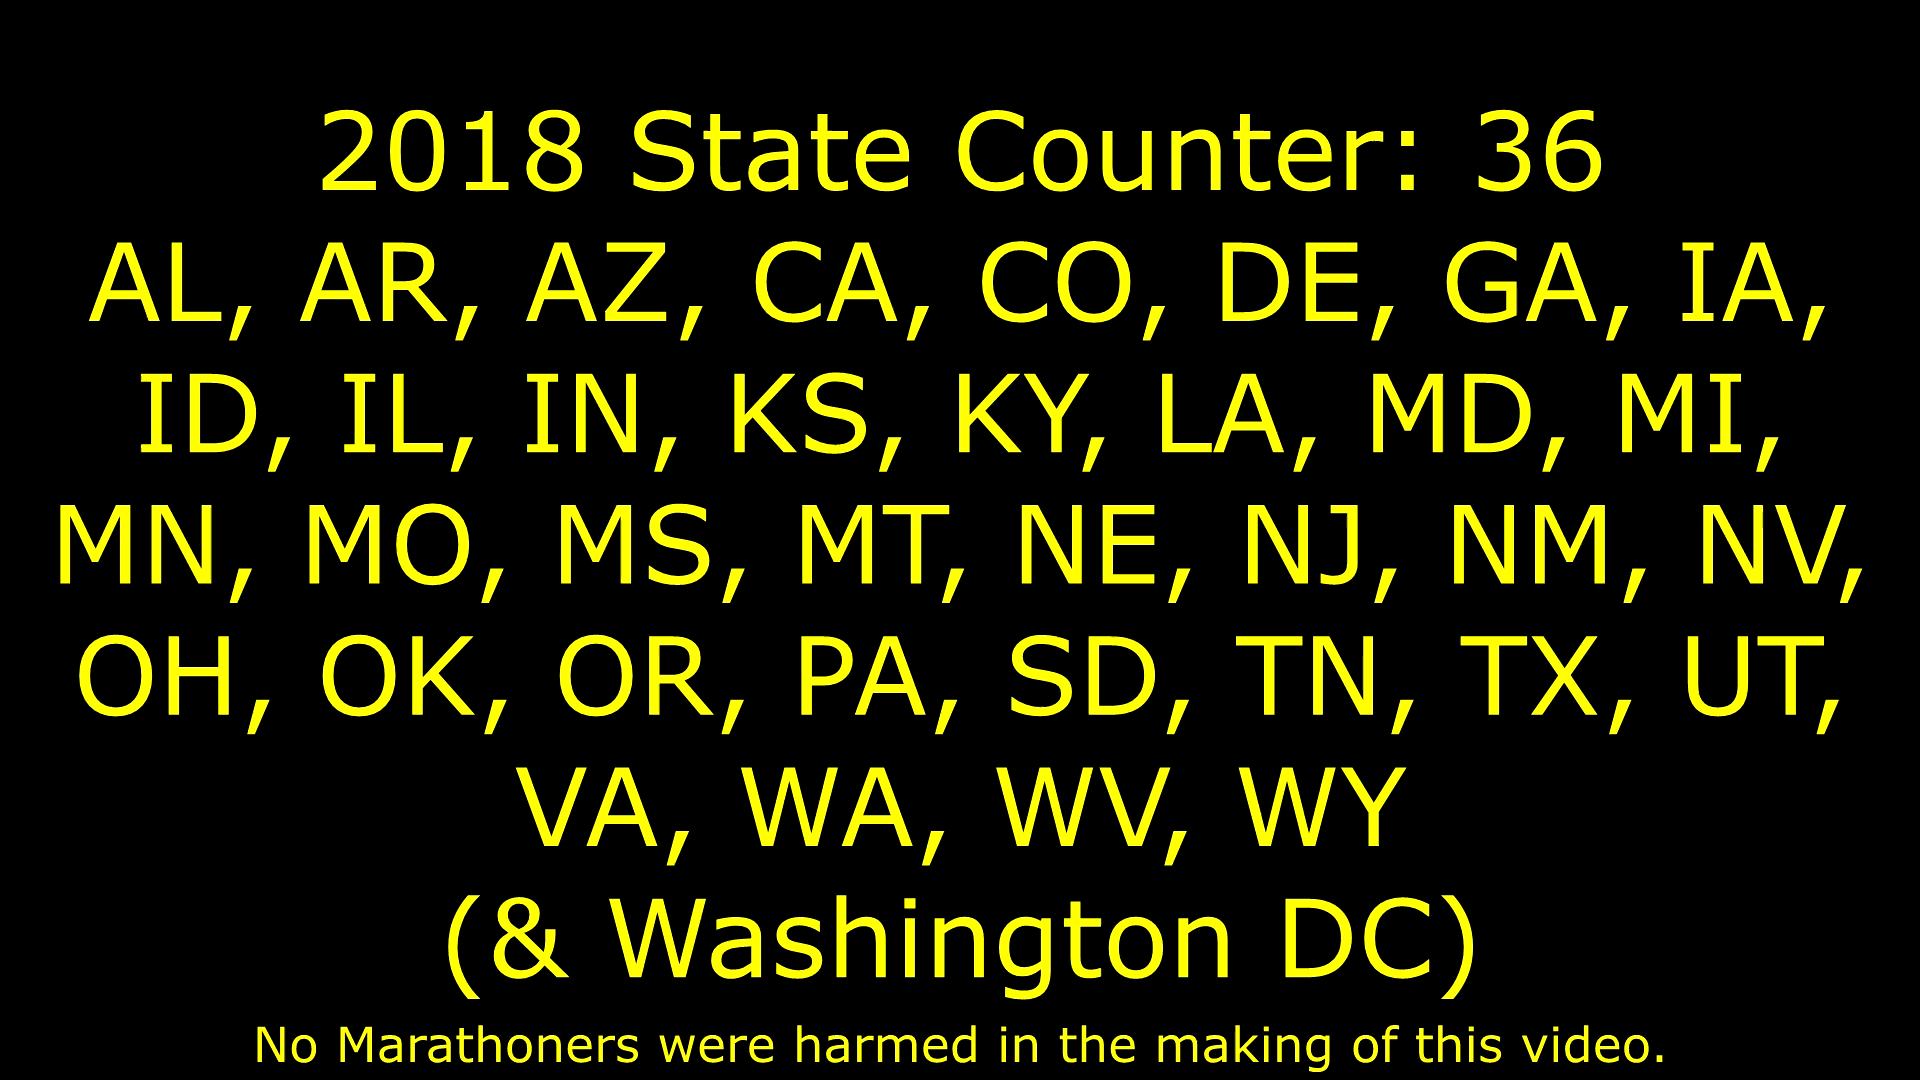 2018 State Counter: 36
AL, AR, AZ, CA, CO, DE, GA, IA,
ID, IL, IN, KS, KY, LA, MD, MI,
MN, MO, MS, MT, NE, NJ, NM, NV,
OH, OK, OR, PA, SD, TN, TX, UT,
VA, WA, WV, WY
(& Washington DC)
No Marathoners were harmed in the making of this video.